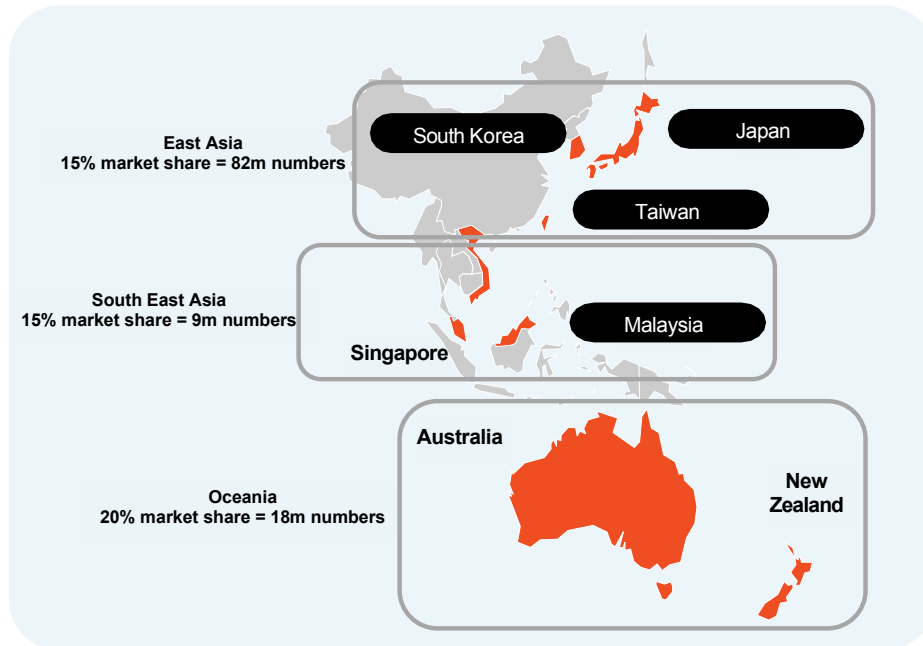 East Asia
15% market share = 82m numbers
South Korea
Japan
Taiwan
South East Asia
15% market share = 9m numbers
Malaysia
Singapore
Australia
Oceania
20% market share = 18m numbers
New
Zealand